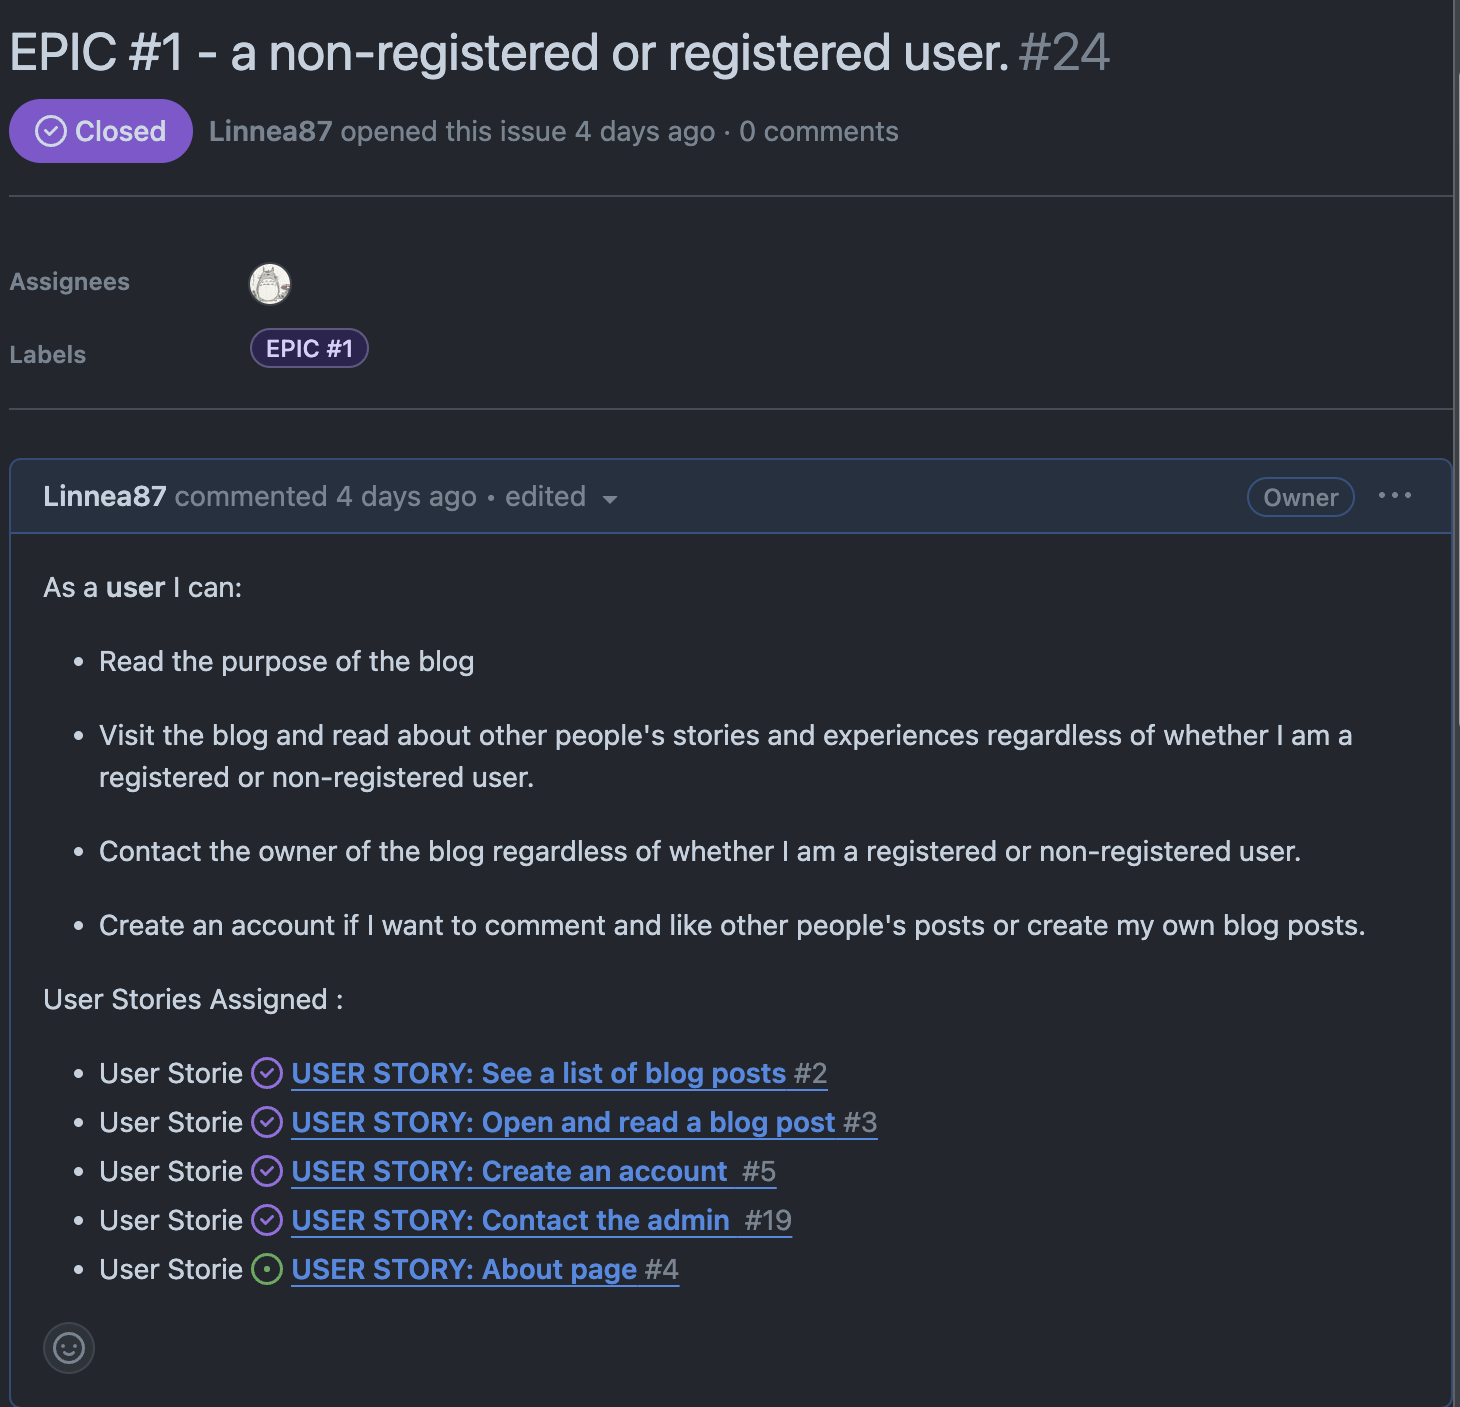 EPIC #1 - a non-registered or registered user. #24
Closed Linnea87 opened this issue 4 days ago · 0 comments
Assignees
Labels EPIC #1
Linnea87 commented 4 days ago • edited Owner
As a user I can:
• Read the purpose of the blog
• Visit the blog and read about other people's stories and experiences regardless of whether I am a
registered or non-registered user.
• Contact the owner of the blog regardless of whether I am a registered or non-registered user.
• Create an account if I want to comment and like other people's posts or create my own blog posts.
User Stories Assigned :
• User Storie USER STORY: See a list of blog posts #2
• User Storie USER STORY: Open and read a blog post #3
• User Storie USER STORY: Create an account #5
• User Storie USER STORY: Contact the admin #19
• User Storie USER STORY: About page #4